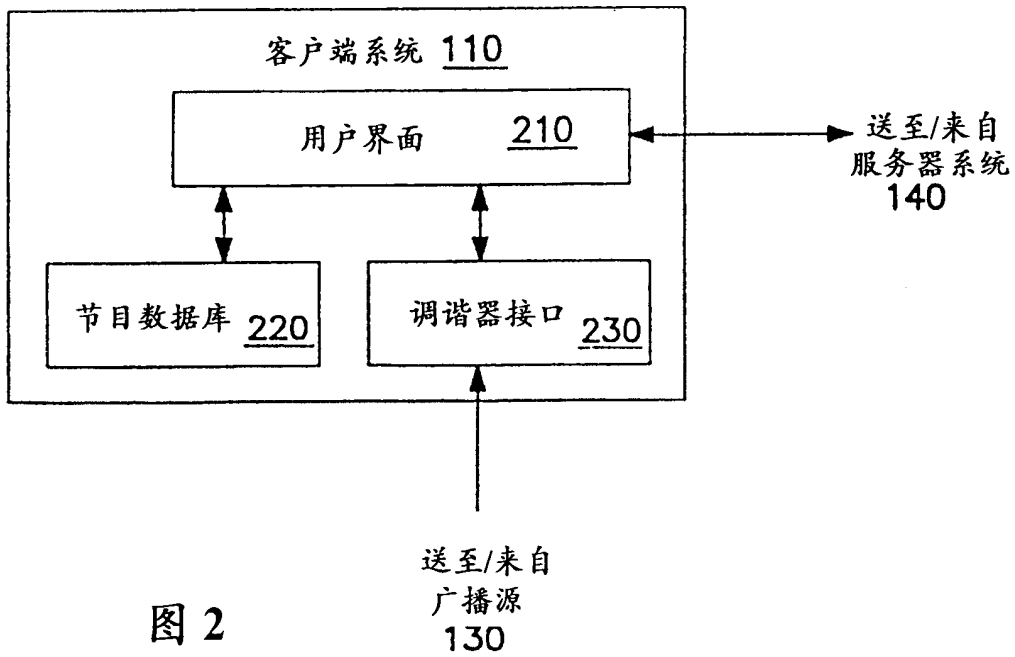 客户端系统 110
用户界面 210
送至/来自
服务器系统
140
节目数据库 220
调谐器接口 230
送至/来自
广播源
130
图 2